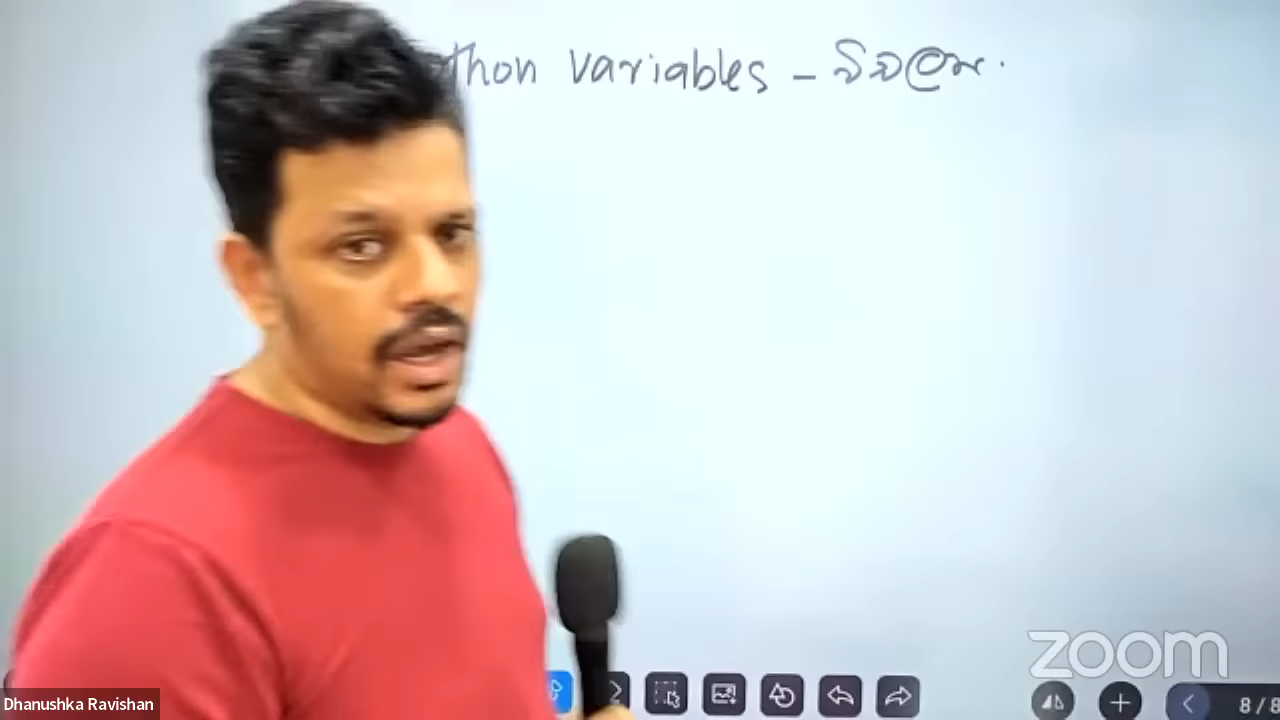 thon variables - විචල්‍ය.
zoom
Dhanushka Ravishan
8 / 8